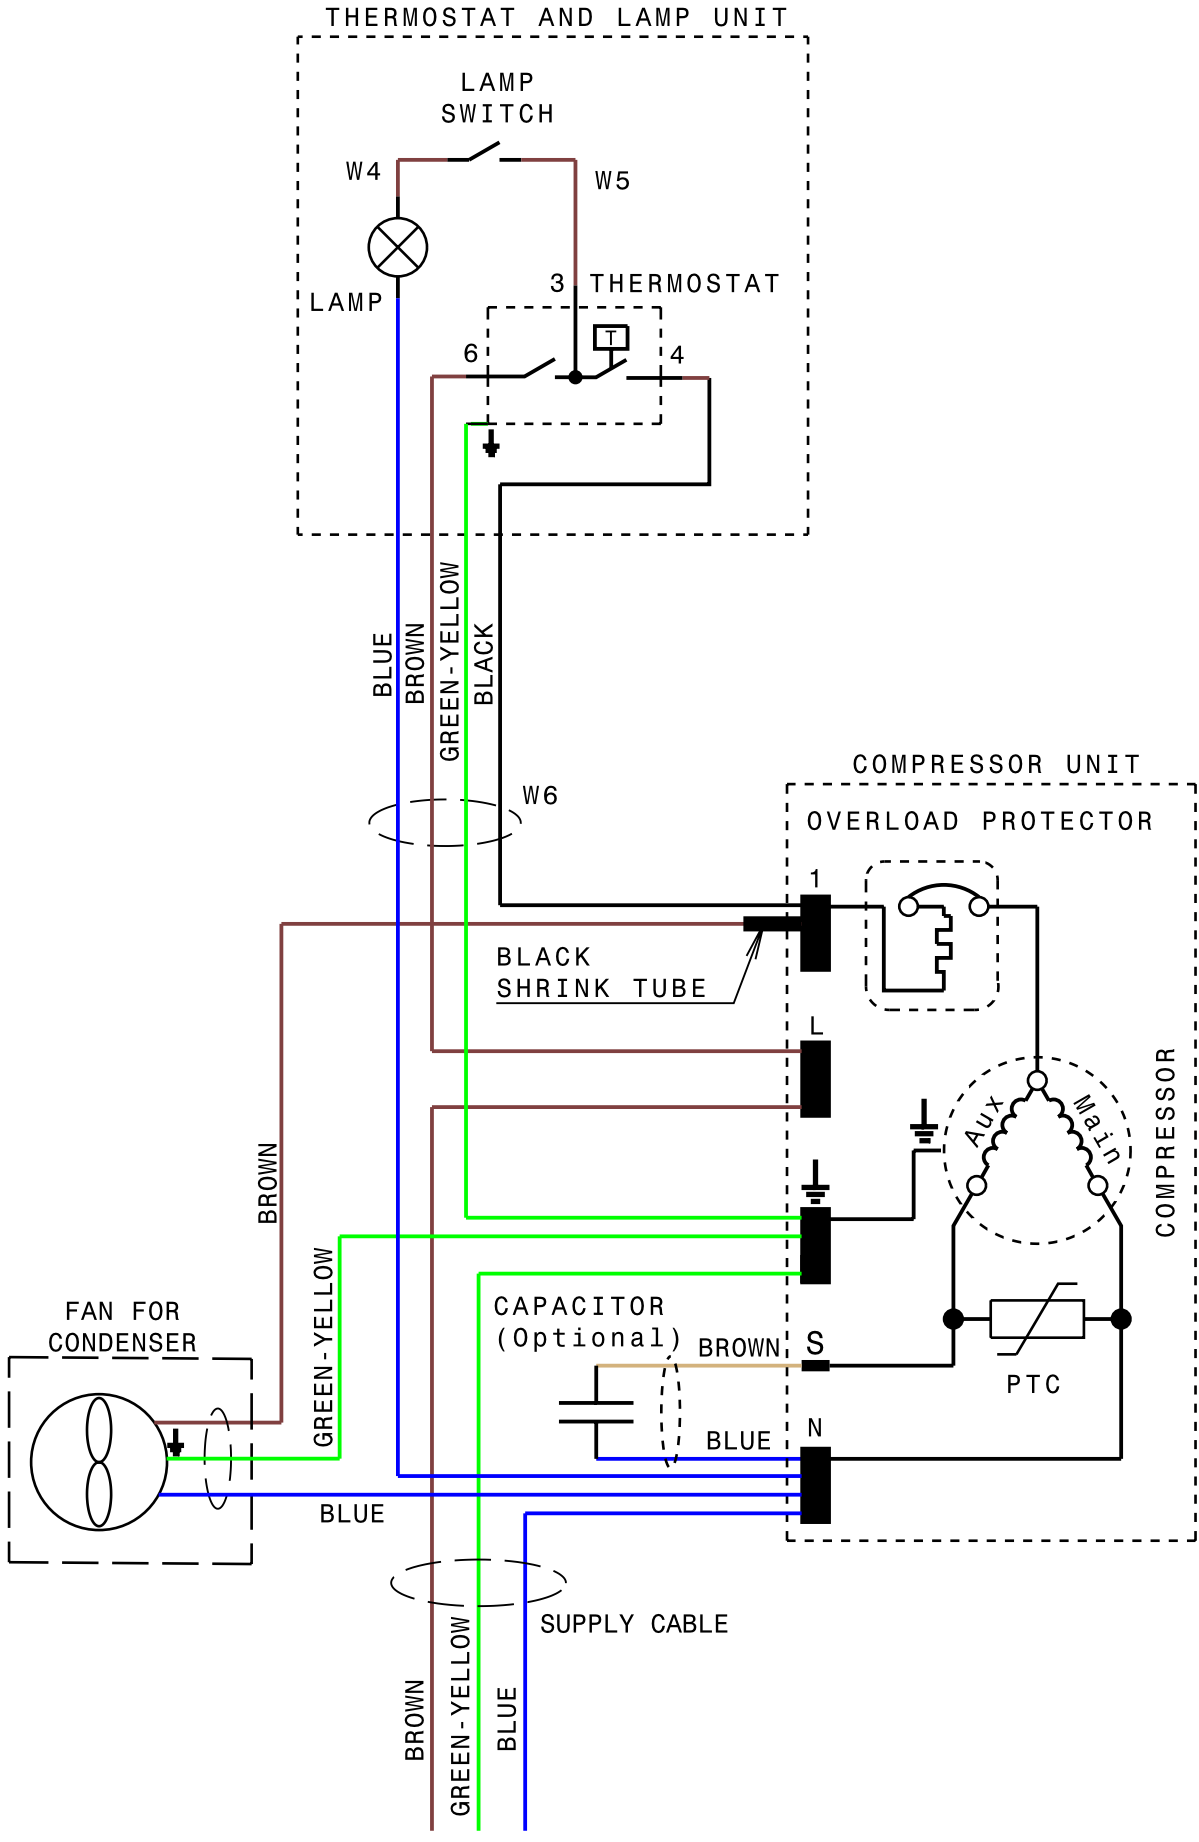 THERMOSTAT AND LAMP UNIT
LAMP
SWITCH
W4
W5
LAMP
3 THERMOSTAT
T
6
4
BLUE
BROWN
GREEN-YELLOW
BLACK
W6
COMPRESSOR UNIT
OVERLOAD PROTECTOR
1
BLACK
SHRINK TUBE
L
Aux
Main
COMPRESSOR
BROWN
GREEN-YELLOW
FAN FOR
CONDENSER
CAPACITOR
(Optional)
BROWN
S
PTC
BLUE
N
BLUE
SUPPLY CABLE
BROWN
GREEN-YELLOW
BLUE